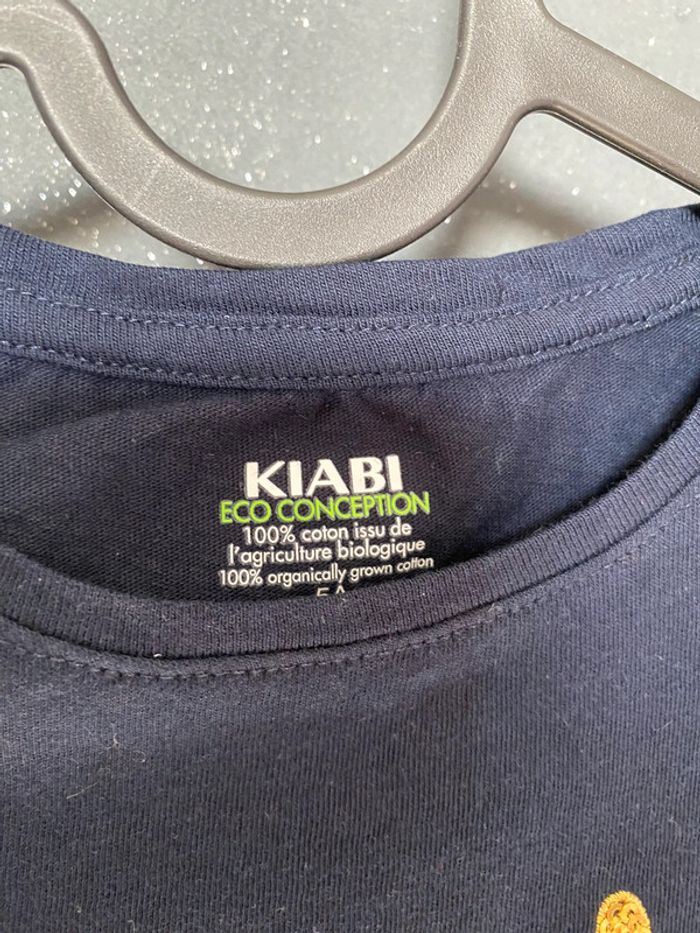 KIABI
ECO CONCEPTION
100% coton issu de
l'agriculture biologique
100% organically grown cotton